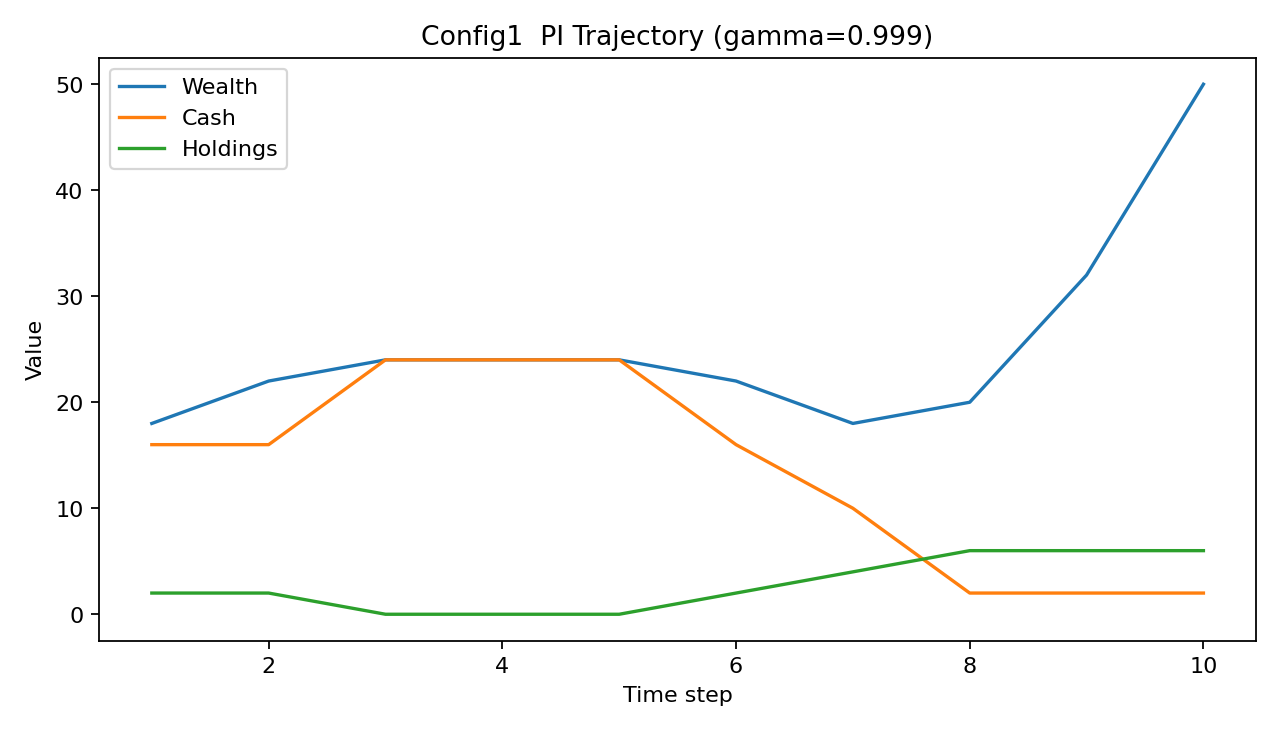 Config1  PI Trajectory (gamma=0.999)
Wealth
Cash
Holdings
Value
50
40
30
20
10
0
2 4 6 8 10
Time step